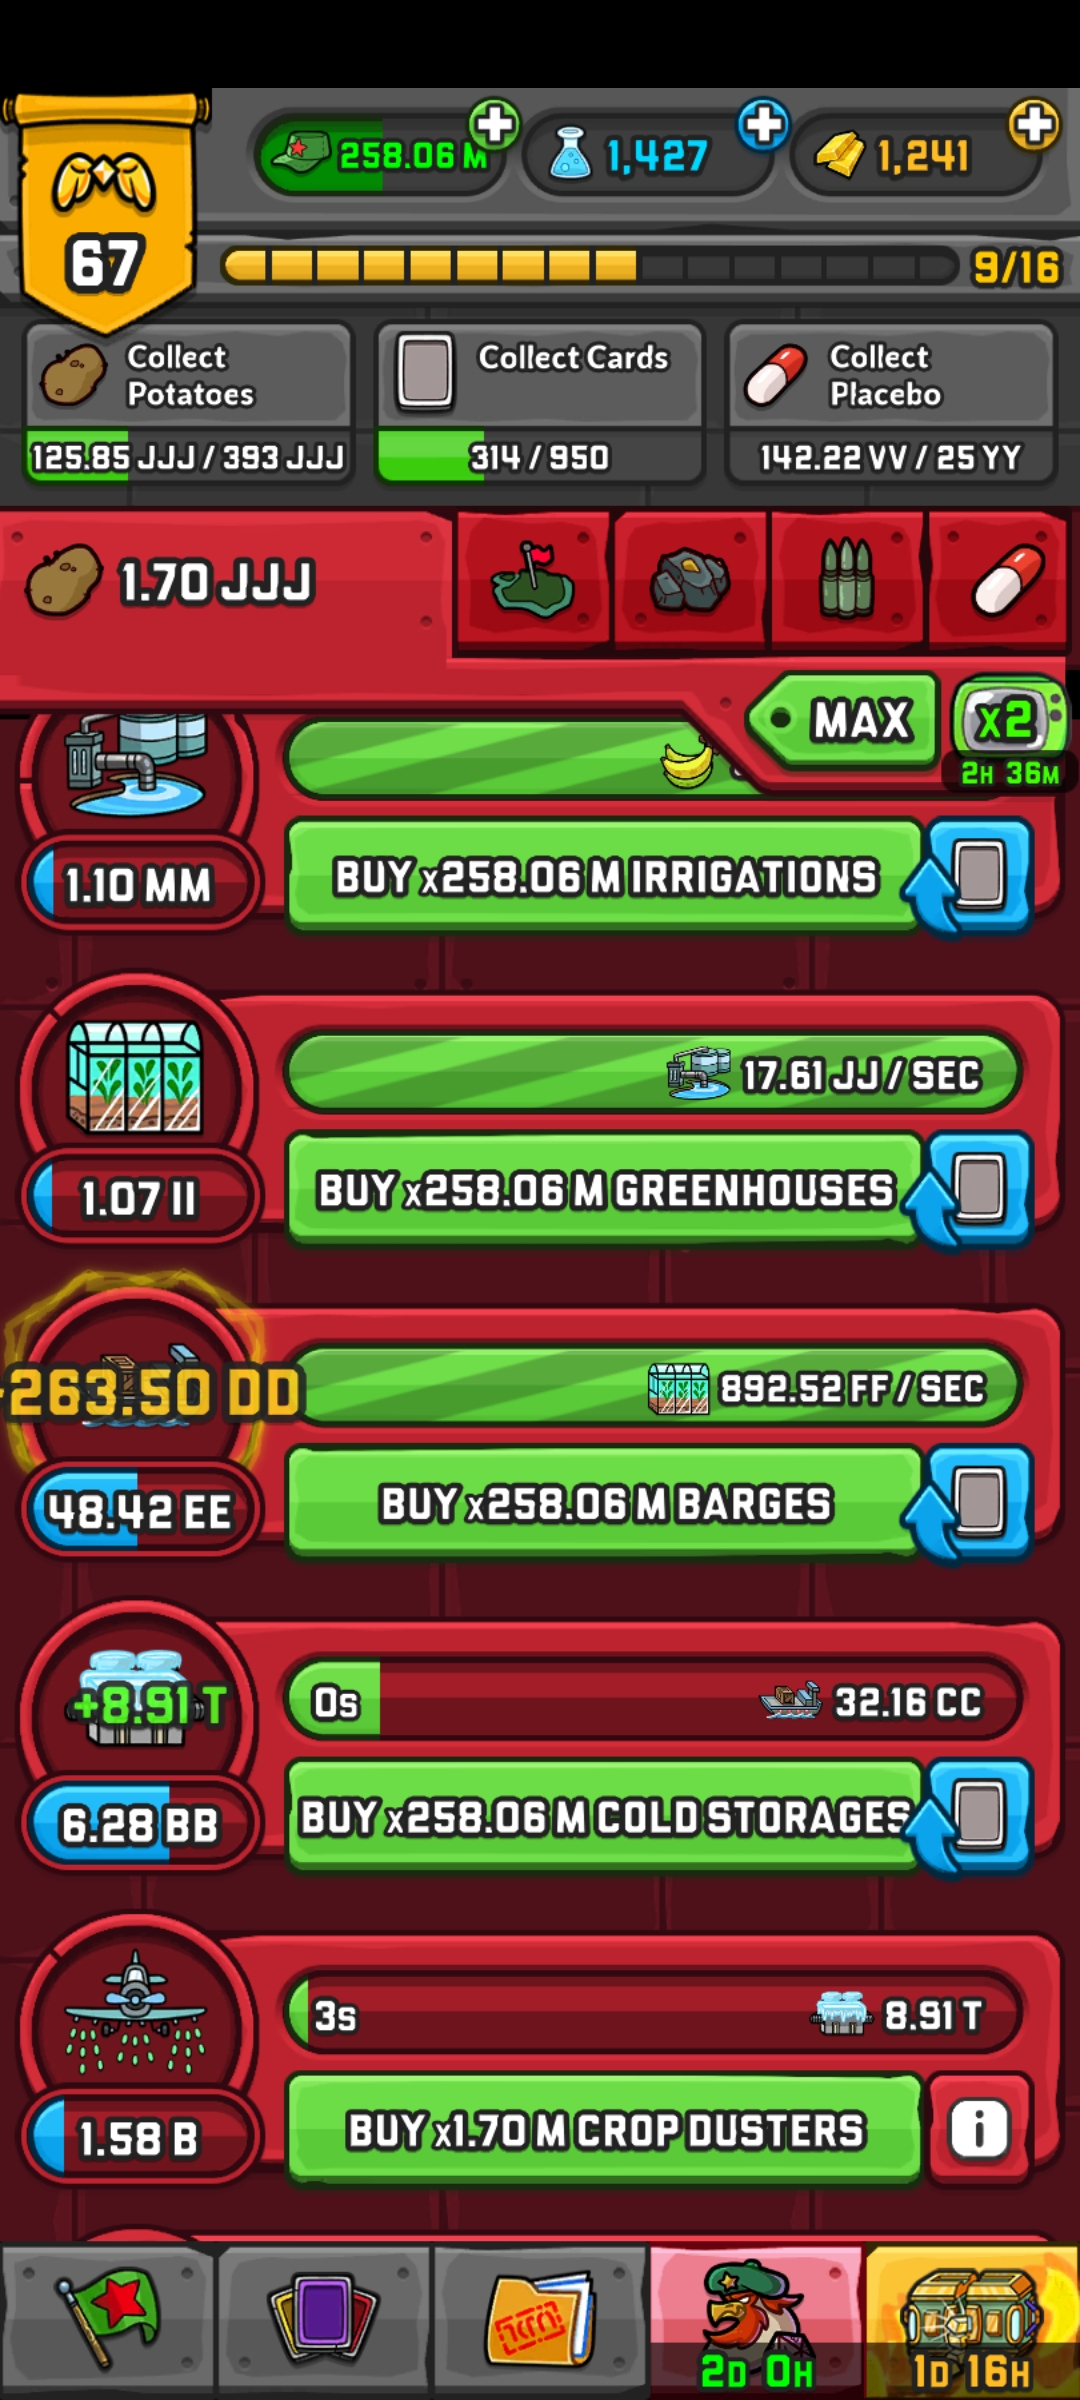 258.06 M
1,427
1,241
67
9/16
Collect
Potatoes
125.85 JJJ / 393 JJJ
Collect Cards
314 / 950
Collect
Placebo
142.22 VV / 25 YY
1.70 JJJ
MAX
x2
2H 36M
1.10 MM
BUY x258.06 M IRRIGATIONS
17.61 JJ / SEC
1.07 II
BUY x258.06 M GREENHOUSES
263.50 DD
892.52 FF / SEC
48.42 EE
BUY x258.06 M BARGES
+8.91 T
0s
32.16 CC
6.28 BB
BUY x258.06 M COLD STORAGES
3s
8.91 T
1.58 B
BUY x1.70 M CROP DUSTERS
i
2D 0H
1D 16H